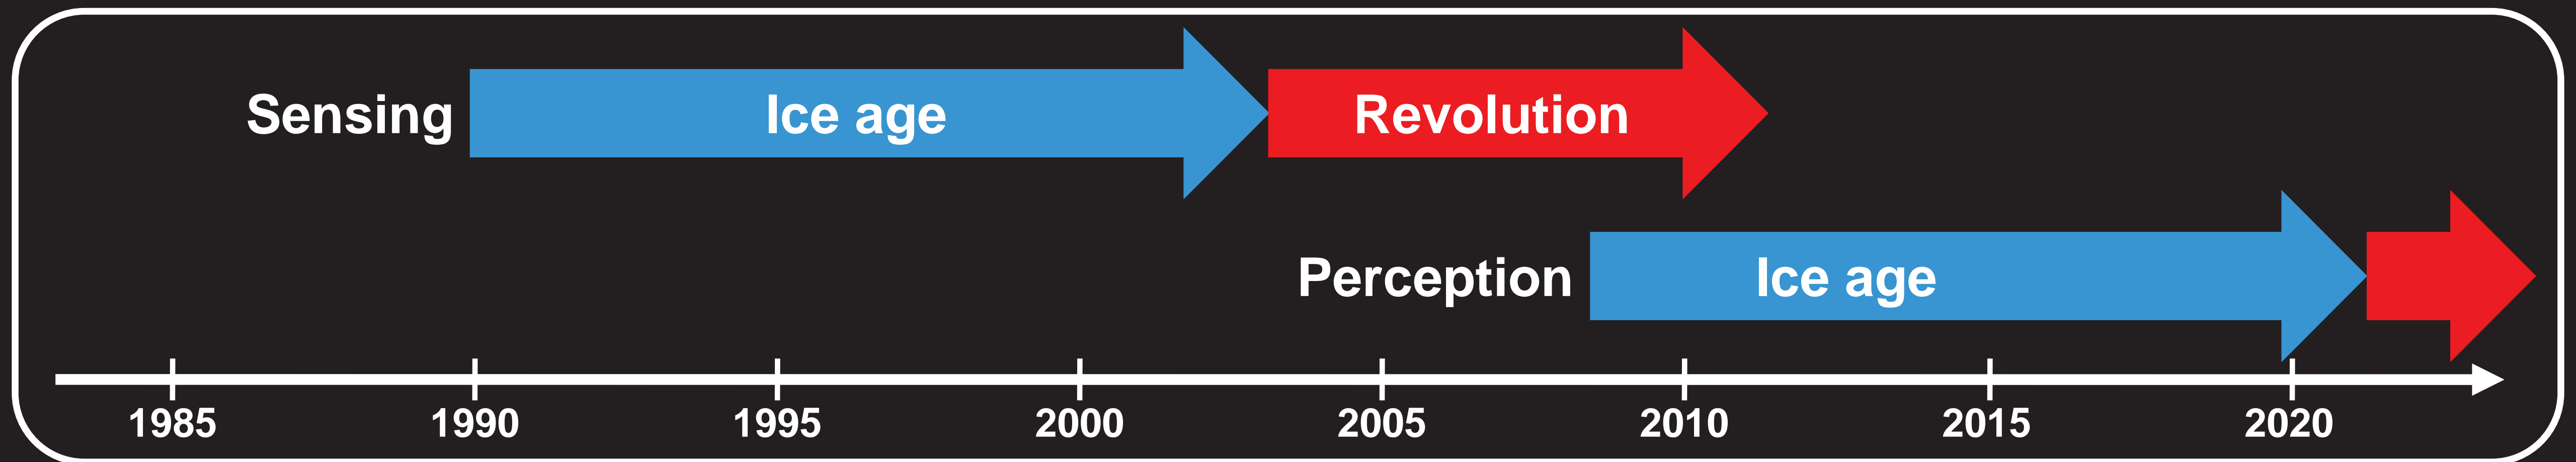 Sensing Ice age Revolution
Perception Ice age
1985 1990 1995 2000 2005 2010 2015 2020